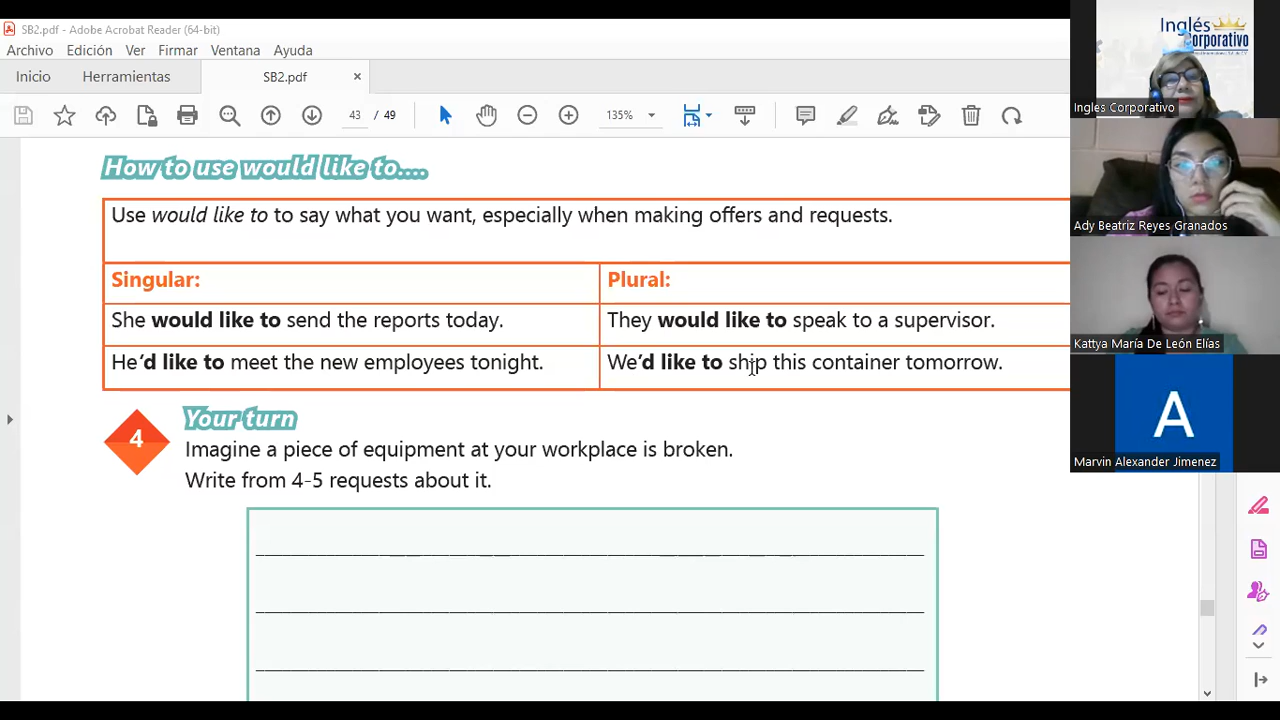 SB2.pdf - Adobe Acrobat Reader (64-bit)
Archivo Edición Ver Firmar Ventana Ayuda
Inicio Herramientas SB2.pdf ×
43 / 49 135%
How to use would like to....
Use would like to to say what you want, especially when making offers and requests.
Singular: Plural:
She would like to send the reports today. They would like to speak to a supervisor.
He'd like to meet the new employees tonight. We'd like to ship this container tomorrow.
4 Your turn
Imagine a piece of equipment at your workplace is broken.
Write from 4-5 requests about it.
Inglés
Corporativo
Ingles Corporativo
Ady Beatriz Reyes Granados
Kattya María De León Elías
A
Marvin Alexander Jimenez